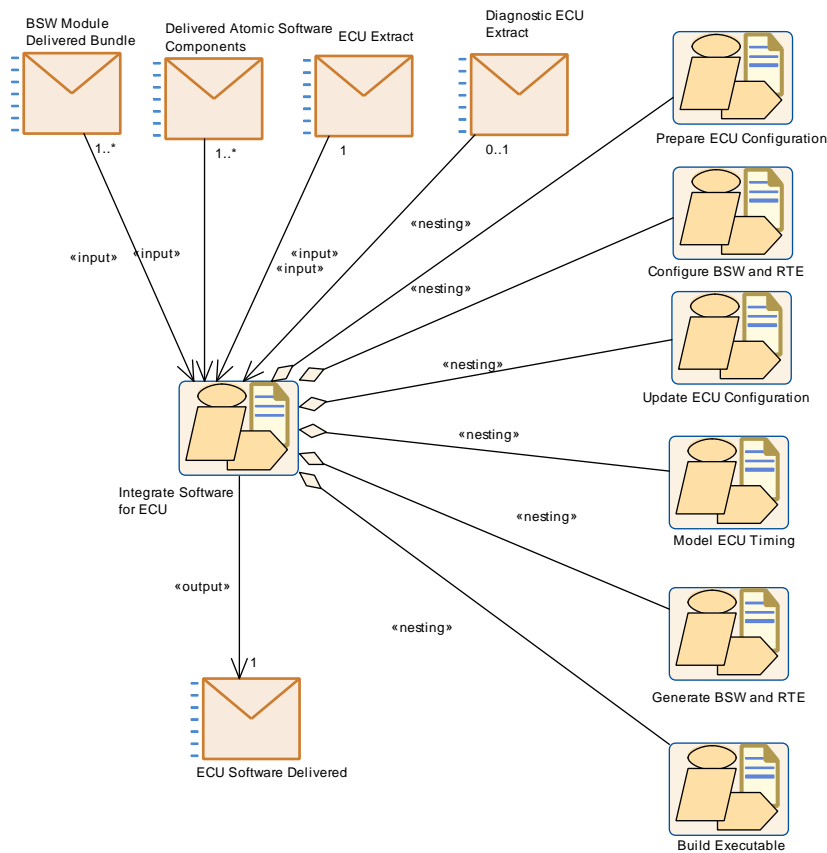 BSW Module
Delivered Bundle
Delivered Atomic Software
Components
ECU Extract
Diagnostic ECU
Extract
1..*
1..*
1
0..1
Prepare ECU Configuration
«input»
«input»
«input»
«input»
«nesting»
«nesting»
Configure BSW and RTE
«nesting»
Update ECU Configuration
«nesting»
Integrate Software
for ECU
«nesting»
Model ECU Timing
«output»
«nesting»
1
Generate BSW and RTE
ECU Software Delivered
Build Executable